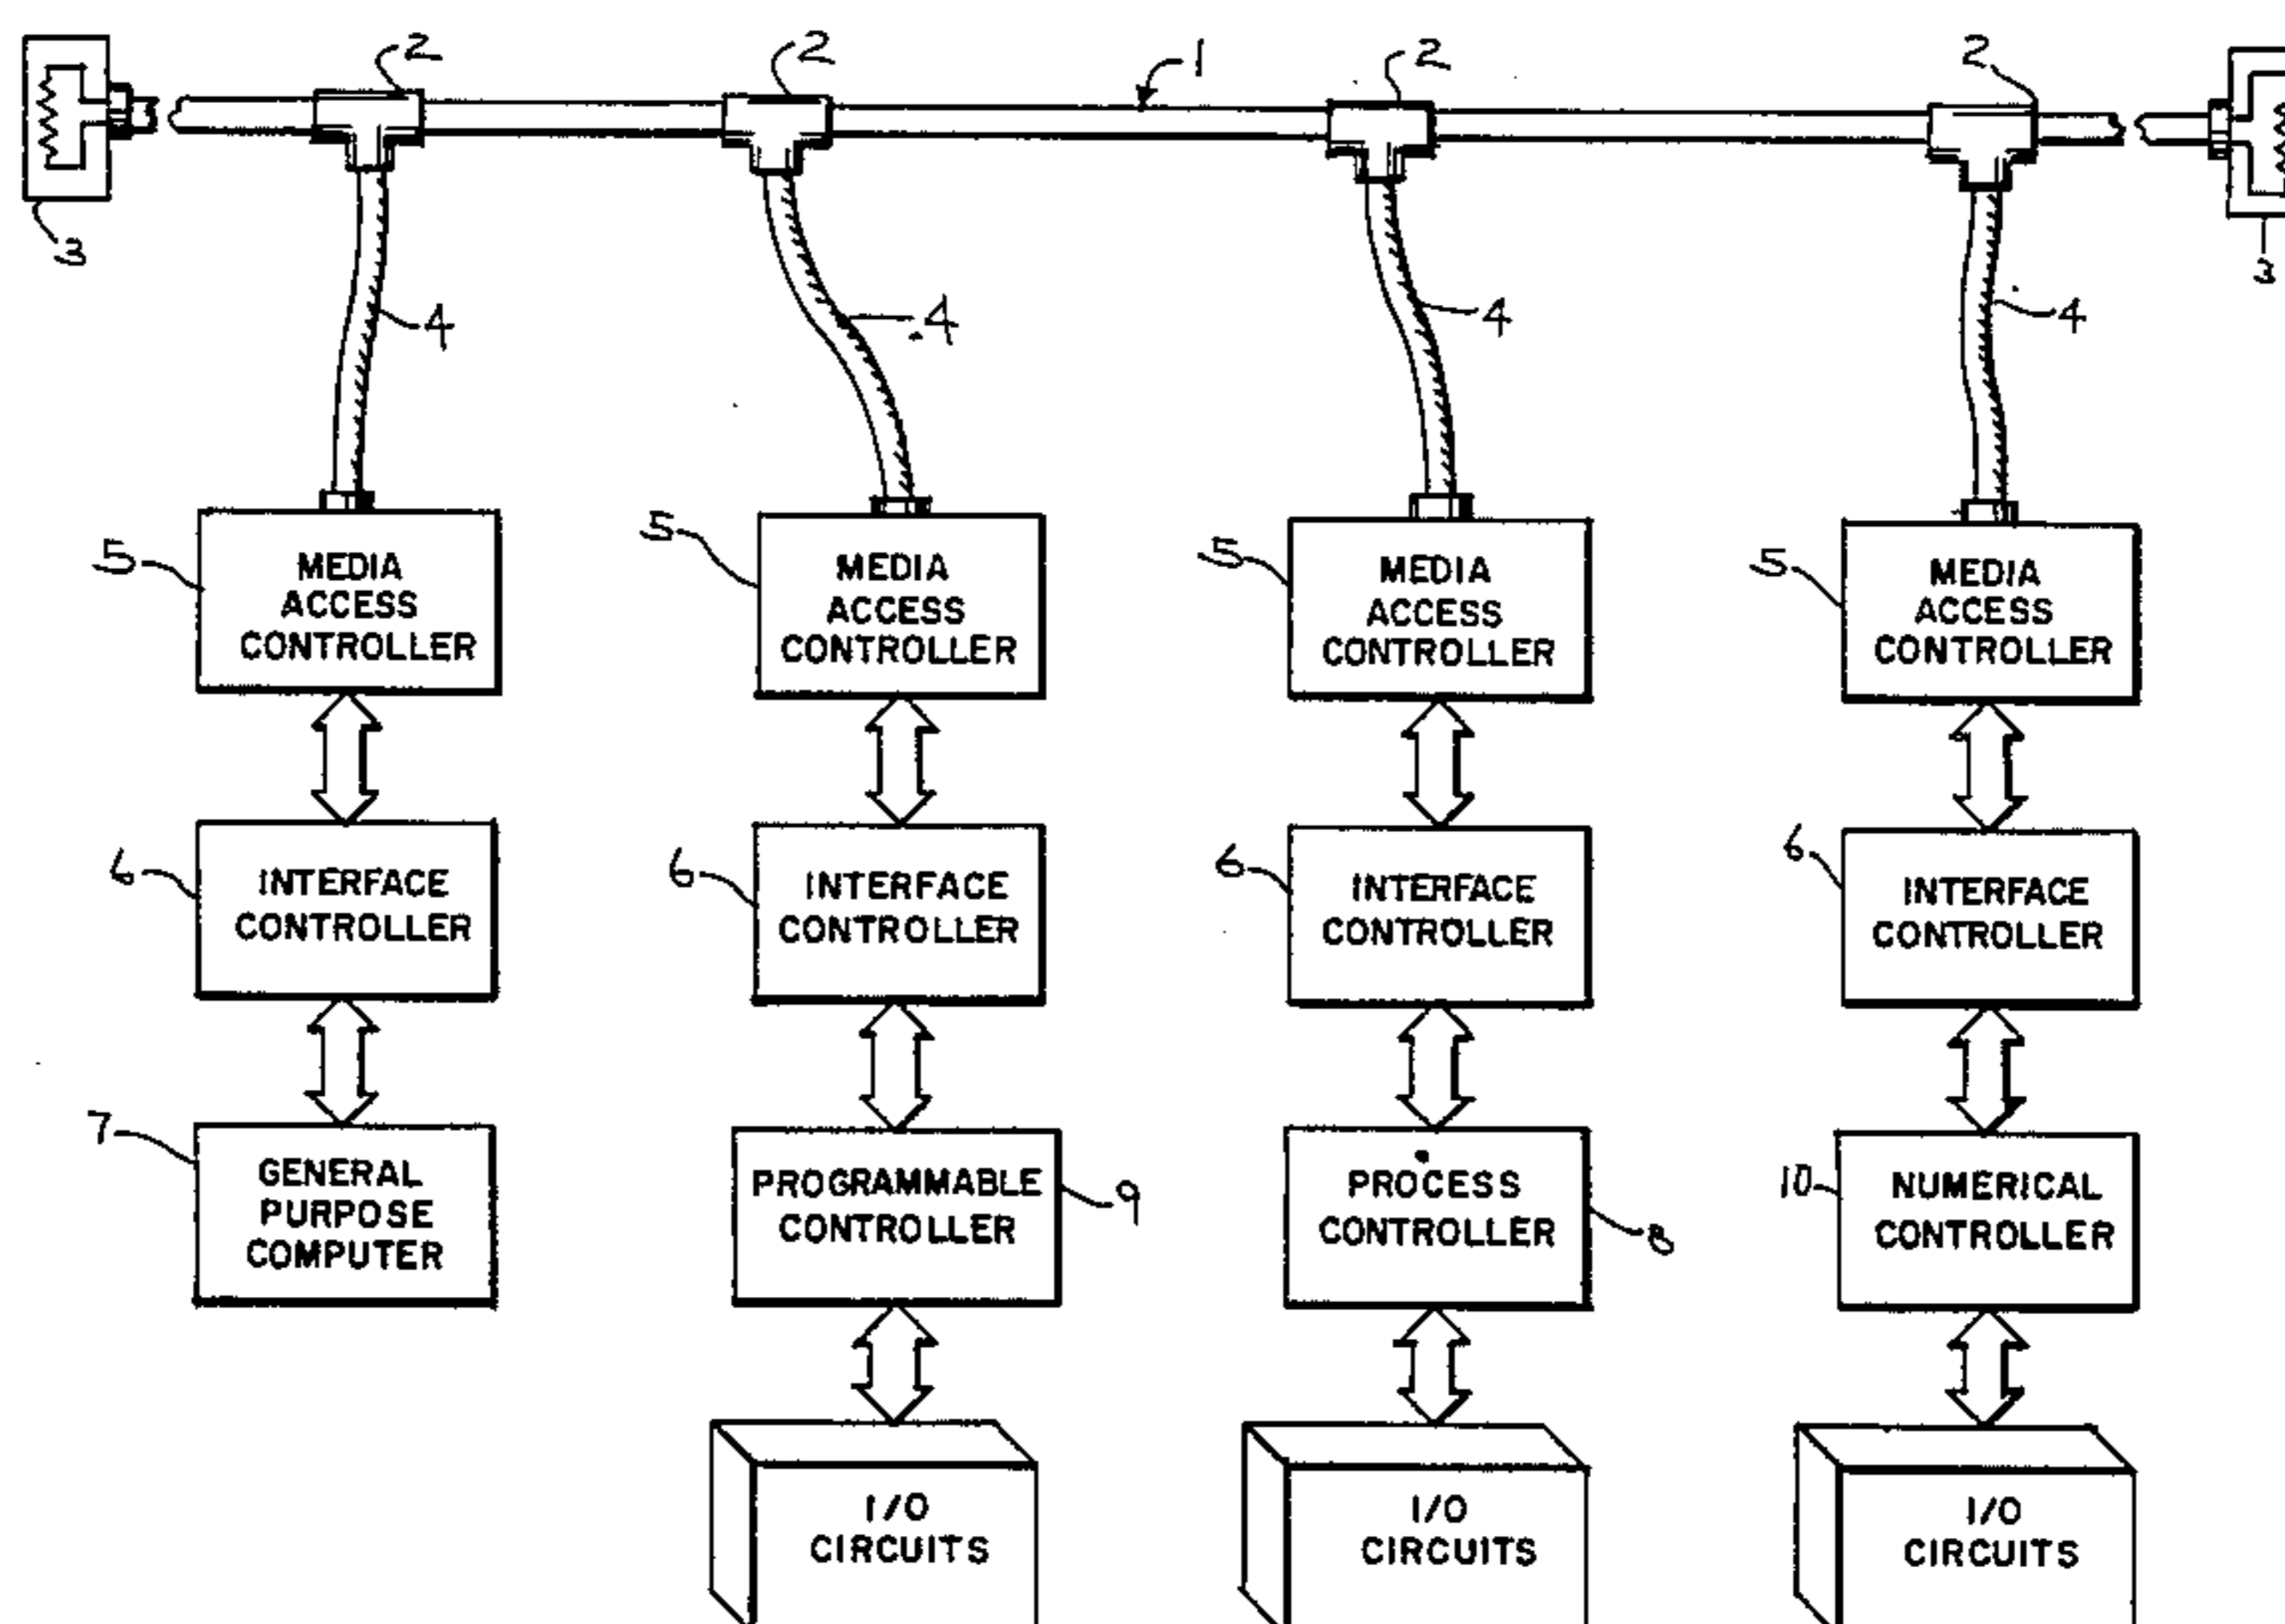 2
2
1
2
2
3
3
4
4
4
4
5
MEDIA
ACCESS
CONTROLLER
5
MEDIA
ACCESS
CONTROLLER
5
MEDIA
ACCESS
CONTROLLER
5
MEDIA
ACCESS
CONTROLLER
6
INTERFACE
CONTROLLER
6
INTERFACE
CONTROLLER
6
INTERFACE
CONTROLLER
6
INTERFACE
CONTROLLER
7
GENERAL
PURPOSE
COMPUTER
PROGRAMMABLE
CONTROLLER
9
PROCESS
CONTROLLER
8
10
NUMERICAL
CONTROLLER
I/O
CIRCUITS
I/O
CIRCUITS
I/O
CIRCUITS